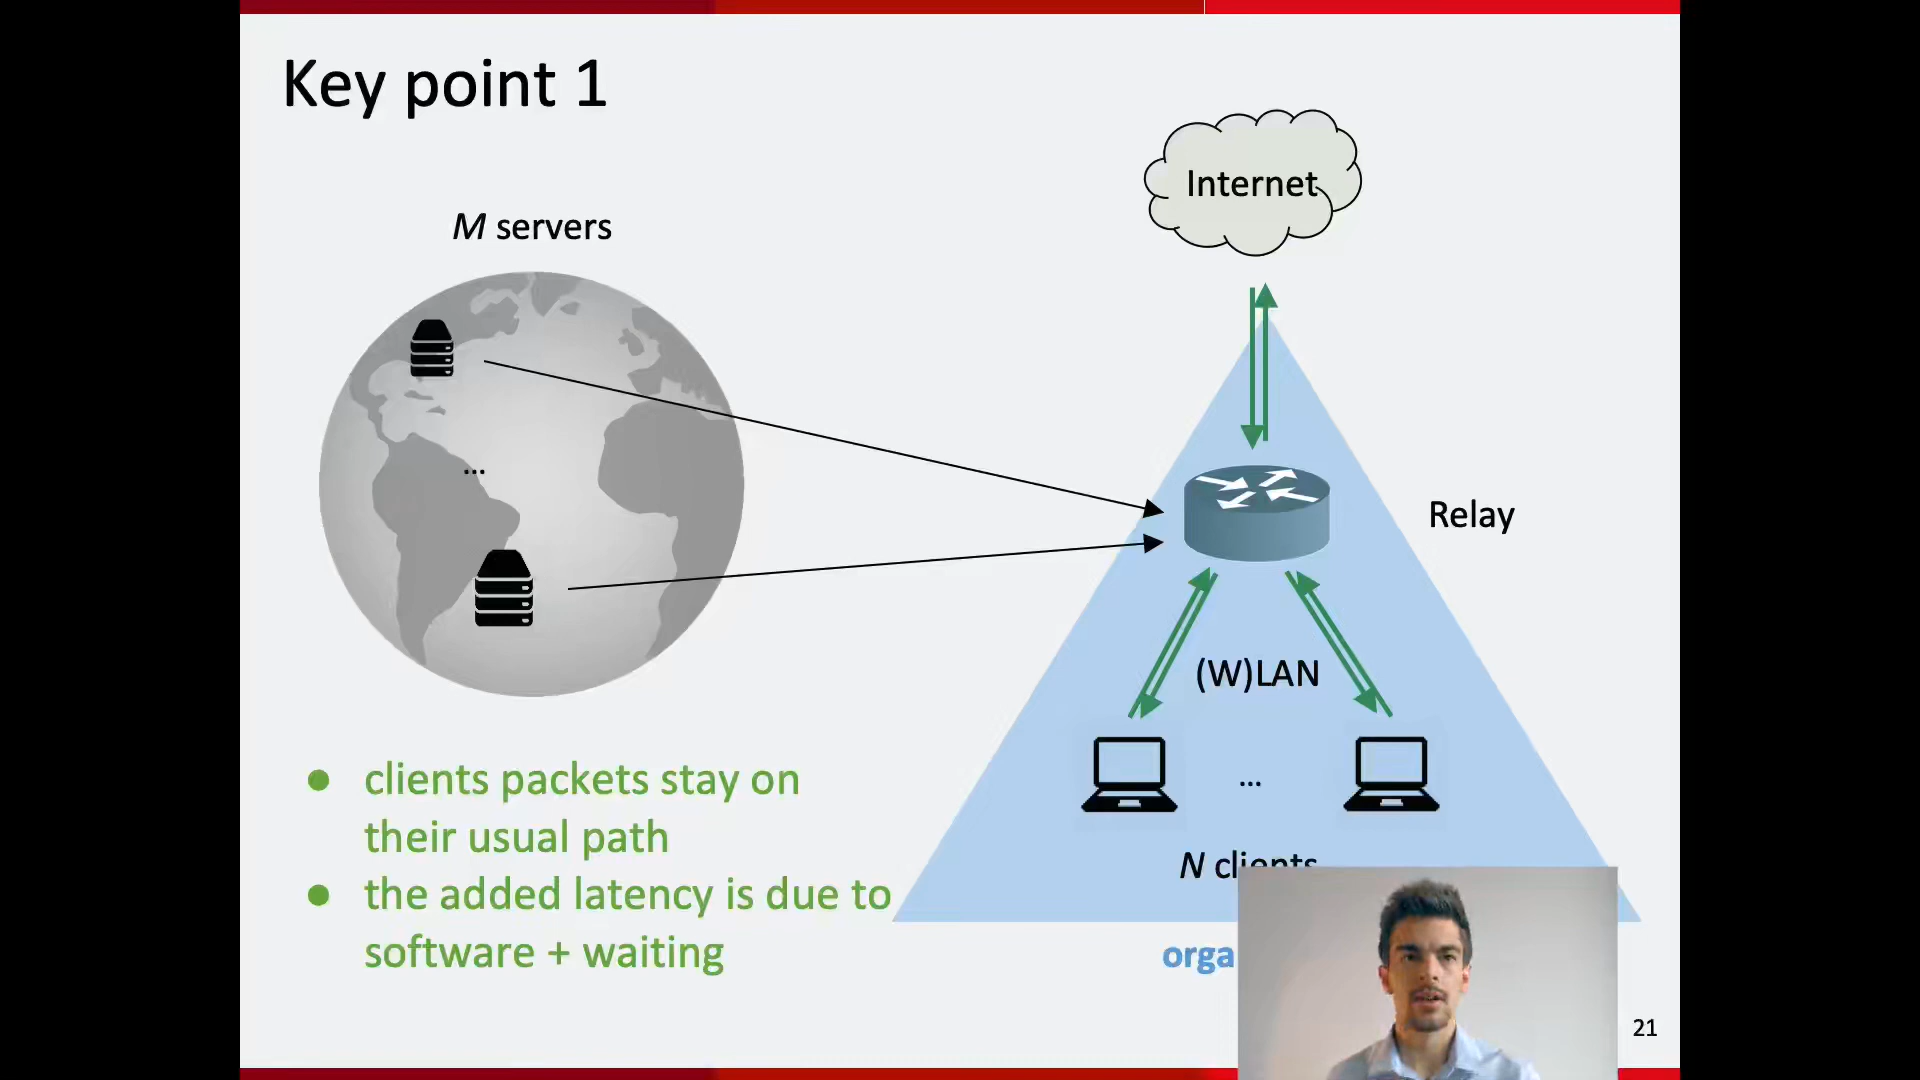 Key point 1
Internet
M servers
...
Relay
(W)LAN
clients packets stay on
their usual path
...
the added latency is due to
software + waiting
N clients
21